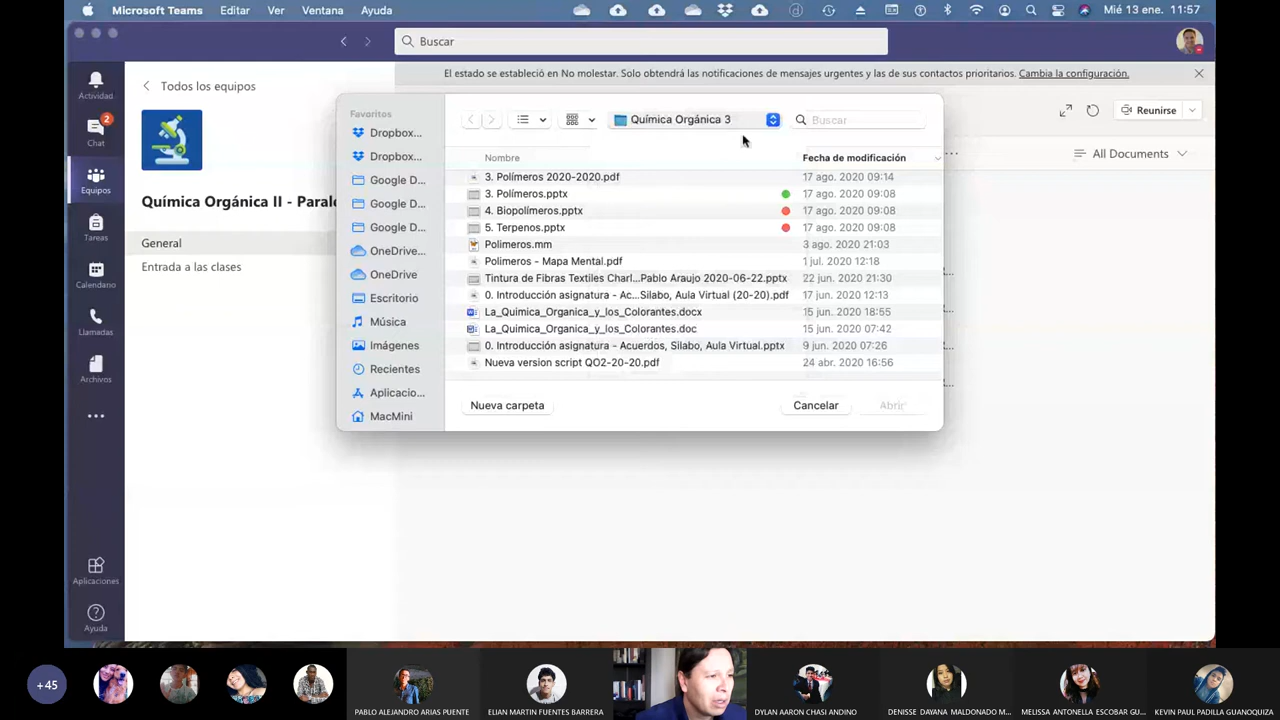 Microsoft Teams Editar Ver Ventana Ayuda Mié 13 ene. 11:57
Buscar
El estado se estableció en No molestar. Solo obtendrá las notificaciones de mensajes urgentes y las de sus contactos prioritarios. Cambia la configuración.
Actividad
Chat
2
Equipos
Tareas
Calendario
Llamadas
Archivos
Aplicaciones
Ayuda
Todos los equipos
Química Orgánica II - Paralel
General
Entrada a las clases
Reunirse
All Documents
Favoritos
Dropbox...
Dropbox...
Google D...
Google D...
Google D...
OneDrive...
OneDrive
Escritorio
Música
Imágenes
Recientes
Aplicacio...
MacMini
Química Orgánica 3
Buscar
Nombre Fecha de modificación
3. Polímeros 2020-2020.pdf 17 ago. 2020 09:14
3. Polímeros.pptx 17 ago. 2020 09:08
4. Biopolímeros.pptx 17 ago. 2020 09:08
5. Terpenos.pptx 17 ago. 2020 09:08
Polimeros.mm 3 ago. 2020 21:03
Polimeros - Mapa Mental.pdf 1 jul. 2020 12:18
Tintura de Fibras Textiles Charl...Pablo Araujo 2020-06-22.pptx 22 jun. 2020 21:30
0. Introducción asignatura - Ac...Silabo, Aula Virtual (20-20).pdf 17 jun. 2020 12:13
La_Quimica_Organica_y_los_Colorantes.docx 15 jun. 2020 18:55
La_Quimica_Organica_y_los_Colorantes.doc 15 jun. 2020 07:42
0. Introducción asignatura - Acuerdos, Silabo, Aula Virtual.pptx 9 jun. 2020 07:26
Nueva version script QO2-20-20.pdf 24 abr. 2020 16:56
Nueva carpeta Cancelar Abrir
+45
PABLO ALEJANDRO ARIAS PUENTE
ELIAN MARTIN FUENTES BARRERA
DYLAN AARON CHASI ANDINO
DENISSE DAYANA MALDONADO M...
MELISSA ANTONELLA ESCOBAR GU...
KEVIN PAUL PADILLA GUANOQUIZA